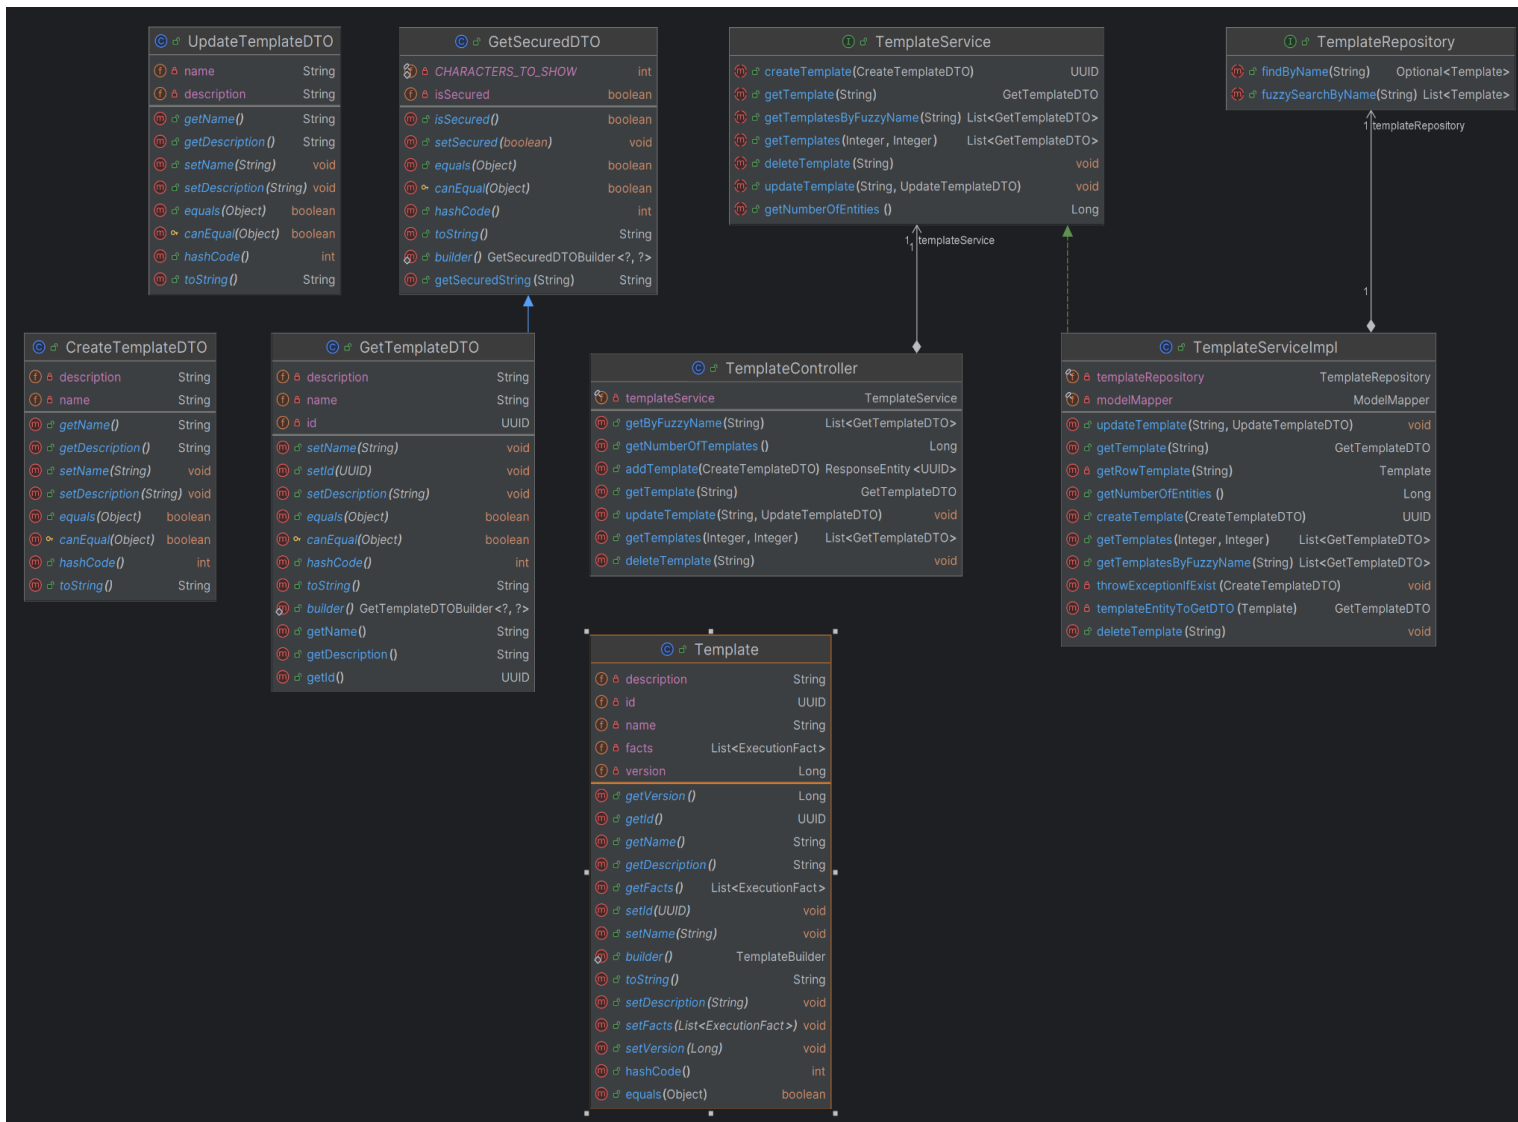 UpdateTemplateDTO
name String
description String
getName() String
getDescription() String
setName(String) void
setDescription(String) void
equals(Object) boolean
canEqual(Object) boolean
hashCode() int
toString() String
GetSecuredDTO
CHARACTERS_TO_SHOW int
isSecured boolean
isSecured() boolean
setSecured(boolean) void
equals(Object) boolean
canEqual(Object) boolean
hashCode() int
toString() String
builder() GetSecuredDTOBuilder<?, ?>
getSecuredString(String) String
TemplateService
createTemplate(CreateTemplateDTO) UUID
getTemplate(String) GetTemplateDTO
getTemplatesByFuzzyName(String) List<GetTemplateDTO>
getTemplates(Integer, Integer) List<GetTemplateDTO>
deleteTemplate(String) void
updateTemplate(String, UpdateTemplateDTO) void
getNumberOfEntities () Long
TemplateRepository
findByName(String) Optional<Template>
fuzzySearchByName(String) List<Template>
1 templateRepository
1
1
1 templateService
CreateTemplateDTO
description String
name String
getName() String
getDescription() String
setName(String) void
setDescription(String) void
equals(Object) boolean
canEqual(Object) boolean
hashCode() int
toString() String
GetTemplateDTO
description String
name String
id UUID
setName(String) void
setId(UUID) void
setDescription(String) void
equals(Object) boolean
canEqual(Object) boolean
hashCode() int
toString() String
builder() GetTemplateDTOBuilder<?, ?>
getName() String
getDescription() String
getId() UUID
TemplateController
templateService TemplateService
getByFuzzyName(String) List<GetTemplateDTO>
getNumberOfTemplates () Long
addTemplate(CreateTemplateDTO) ResponseEntity<UUID>
getTemplate(String) GetTemplateDTO
updateTemplate(String, UpdateTemplateDTO) void
getTemplates(Integer, Integer) List<GetTemplateDTO>
deleteTemplate(String) void
TemplateServiceImpl
templateRepository TemplateRepository
modelMapper ModelMapper
updateTemplate(String, UpdateTemplateDTO) void
getTemplate(String) GetTemplateDTO
getRowTemplate(String) Template
getNumberOfEntities () Long
createTemplate(CreateTemplateDTO) UUID
getTemplates(Integer, Integer) List<GetTemplateDTO>
getTemplatesByFuzzyName(String) List<GetTemplateDTO>
throwExceptionIfExist(CreateTemplateDTO) void
templateEntityToGetDTO(Template) GetTemplateDTO
deleteTemplate(String) void
Template
description String
id UUID
name String
facts List<ExecutionFact>
version Long
getVersion() Long
getId() UUID
getName() String
getDescription() String
getFacts() List<ExecutionFact>
setId(UUID) void
setName(String) void
builder() TemplateBuilder
toString() String
setDescription(String) void
setFacts(List<ExecutionFact>) void
setVersion(Long) void
hashCode() int
equals(Object) boolean